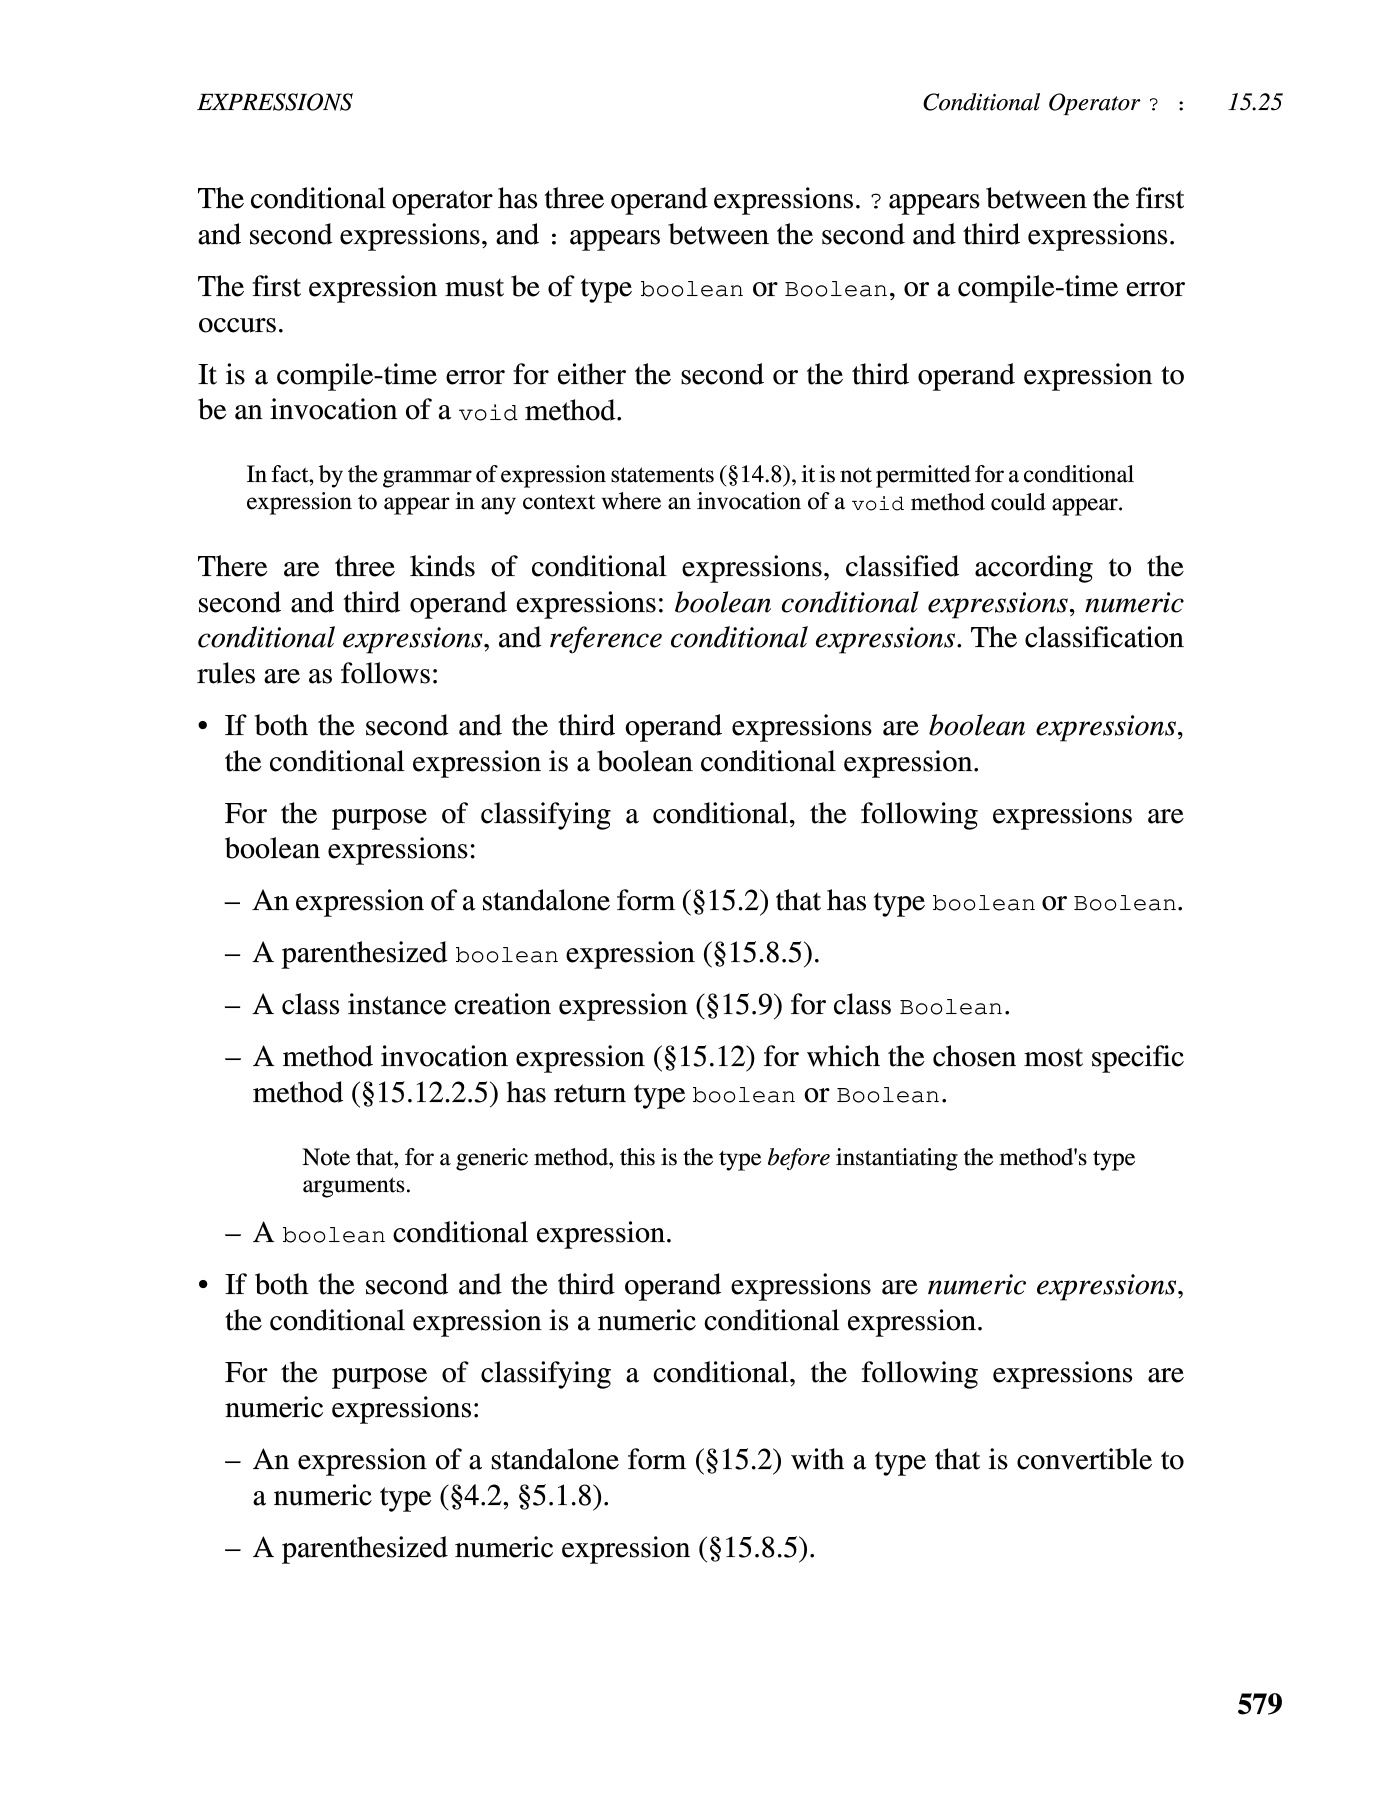 EXPRESSIONS Conditional Operator ? : 15.25
The conditional operator has three operand expressions. ? appears between the first
and second expressions, and : appears between the second and third expressions.
The first expression must be of type boolean or Boolean, or a compile-time error
occurs.
It is a compile-time error for either the second or the third operand expression to
be an invocation of a void method.
In fact, by the grammar of expression statements (§14.8), it is not permitted for a conditional
expression to appear in any context where an invocation of a void method could appear.
There are three kinds of conditional expressions, classified according to the
second and third operand expressions: boolean conditional expressions, numeric
conditional expressions, and reference conditional expressions. The classification
rules are as follows:
• If both the second and the third operand expressions are boolean expressions,
the conditional expression is a boolean conditional expression.
For the purpose of classifying a conditional, the following expressions are
boolean expressions:
– An expression of a standalone form (§15.2) that has type boolean or Boolean.
– A parenthesized boolean expression (§15.8.5).
– A class instance creation expression (§15.9) for class Boolean.
– A method invocation expression (§15.12) for which the chosen most specific
method (§15.12.2.5) has return type boolean or Boolean.
Note that, for a generic method, this is the type before instantiating the method's type
arguments.
– A boolean conditional expression.
• If both the second and the third operand expressions are numeric expressions,
the conditional expression is a numeric conditional expression.
For the purpose of classifying a conditional, the following expressions are
numeric expressions:
– An expression of a standalone form (§15.2) with a type that is convertible to
a numeric type (§4.2, §5.1.8).
– A parenthesized numeric expression (§15.8.5).
579